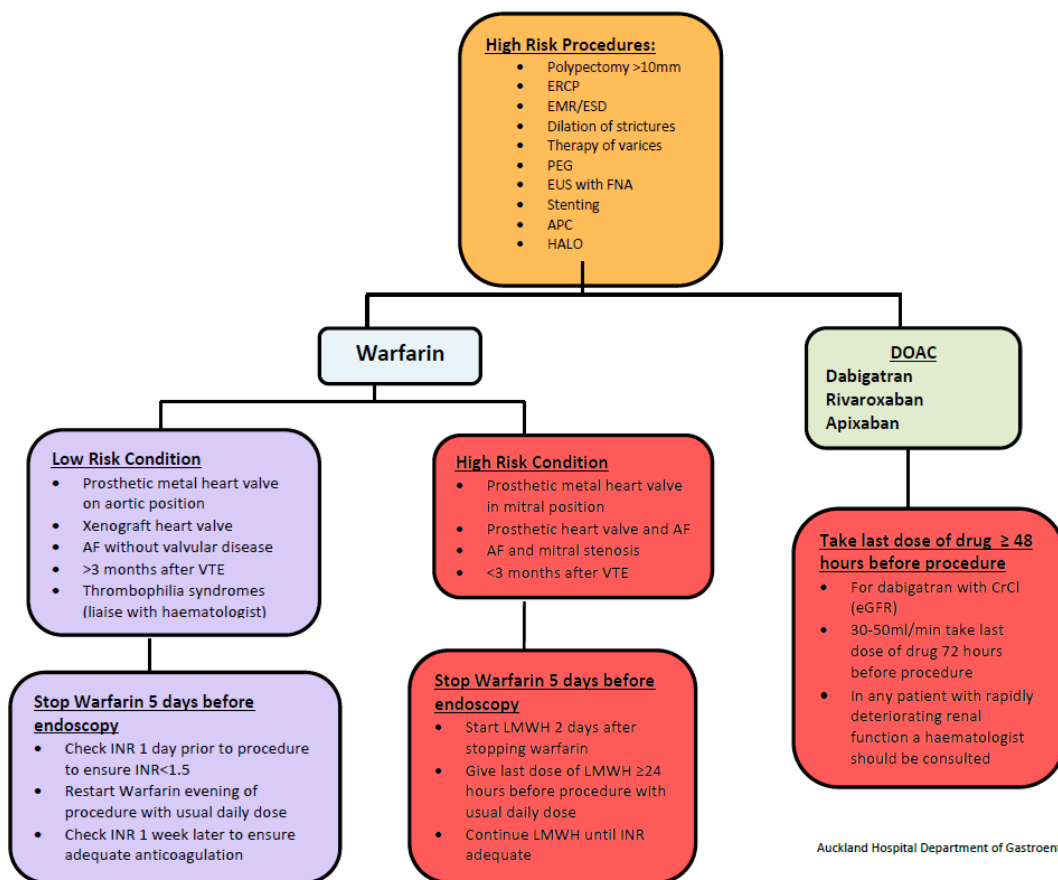 High Risk Procedures:
• Polypectomy >10mm
• ERCP
• EMR/ESD
• Dilation of strictures
• Therapy of varices
• PEG
• EUS with FNA
• Stenting
• APC
• HALO
Warfarin
DOAC
Dabigatran
Rivaroxaban
Apixaban
Low Risk Condition
• Prosthetic metal heart valve
on aortic position
• Xenograft heart valve
• AF without valvular disease
• >3 months after VTE
• Thrombophilia syndromes
(liaise with haematologist)
High Risk Condition
• Prosthetic metal heart valve
in mitral position
• Prosthetic heart valve and AF
• AF and mitral stenosis
• <3 months after VTE
Take last dose of drug ≥ 48
hours before procedure
• For dabigatran with CrCl
(eGFR)
• 30-50ml/min take last
dose of drug 72 hours
before procedure
• In any patient with rapidly
deteriorating renal
function a haematologist
should be consulted
Stop Warfarin 5 days before
endoscopy
• Check INR 1 day prior to procedure
to ensure INR<1.5
• Restart Warfarin evening of
procedure with usual daily dose
• Check INR 1 week later to ensure
adequate anticoagulation
Stop Warfarin 5 days before
endoscopy
• Start LMWH 2 days after
stopping warfarin
• Give last dose of LMWH ≥24
hours before procedure with
usual daily dose
• Continue LMWH until INR
adequate
Auckland Hospital Department of Gastroent